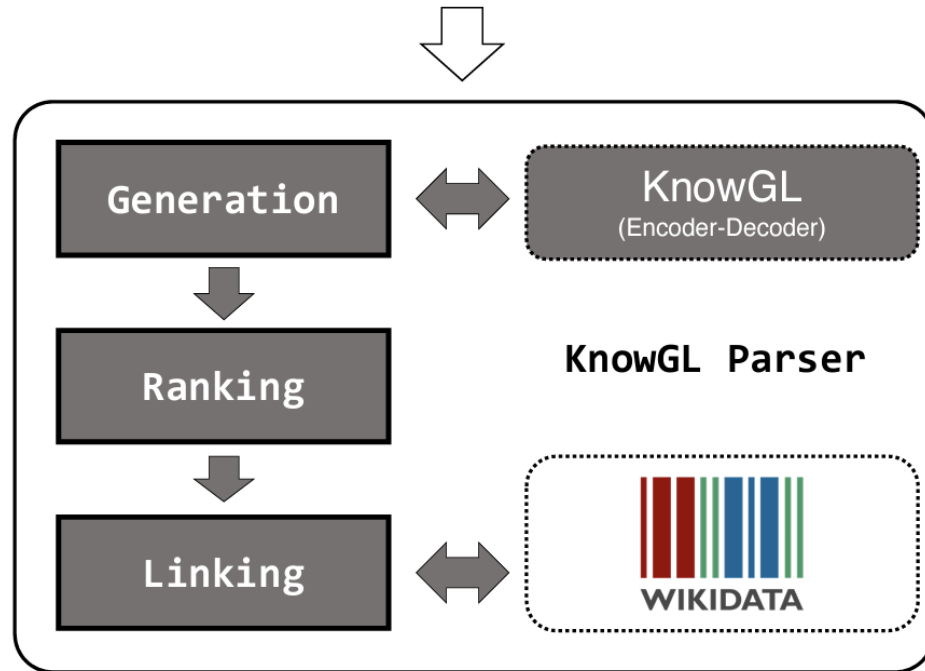 Generation
KnowGL
(Encoder-Decoder)
Ranking
KnowGL Parser
Linking
WIKIDATA